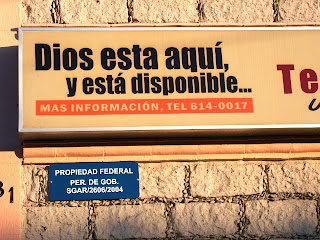 Dios esta aquí,
y está disponible...
MAS INFORMACIÓN, TEL 614-0017
Te
PROPIEDAD FEDERAL
PER. DE GOB.
SGAR/2606/2004
31